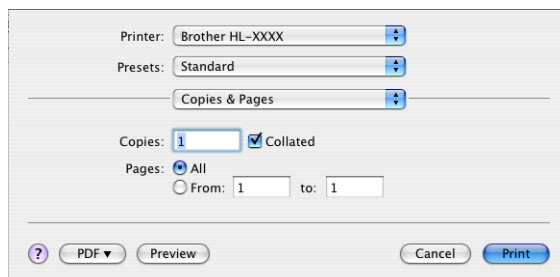 Printer: Brother HL-XXXX
Presets: Standard
Copies & Pages
Copies: 1 Collated
Pages: All
From: 1 to: 1
? PDF ▼ Preview Cancel Print